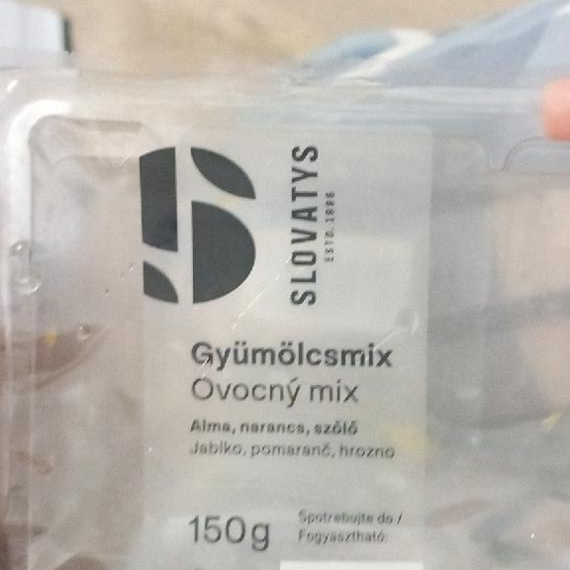 SLOVATYS
ESTD. 1996
Gyümölcsmix
Ovocný mix
Alma, narancs, szőlő
Jablko, pomaranč, hrozno
150g
Spotrebujte do /
Fogyasztható: